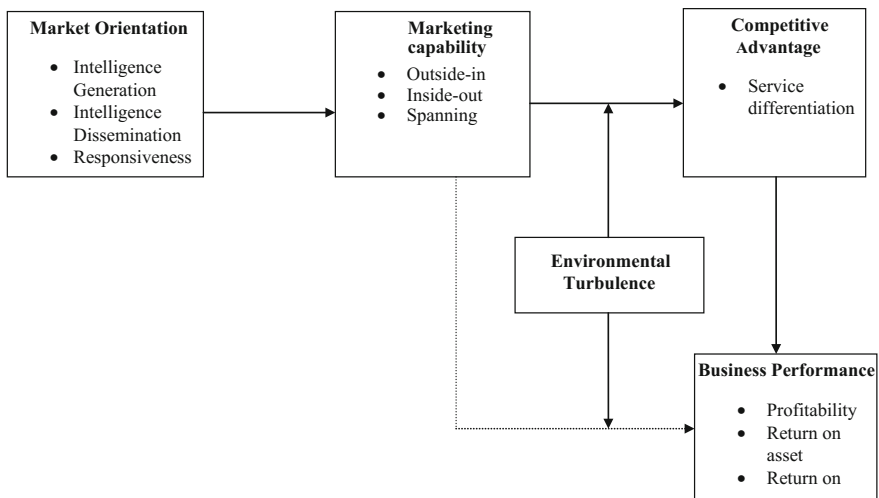 Market Orientation
• Intelligence
Generation
• Intelligence
Dissemination
• Responsiveness
Marketing
capability
• Outside-in
• Inside-out
• Spanning
Competitive
Advantage
• Service
differentiation
Environmental
Turbulence
Business Performance
• Profitability
• Return on
asset
• Return on